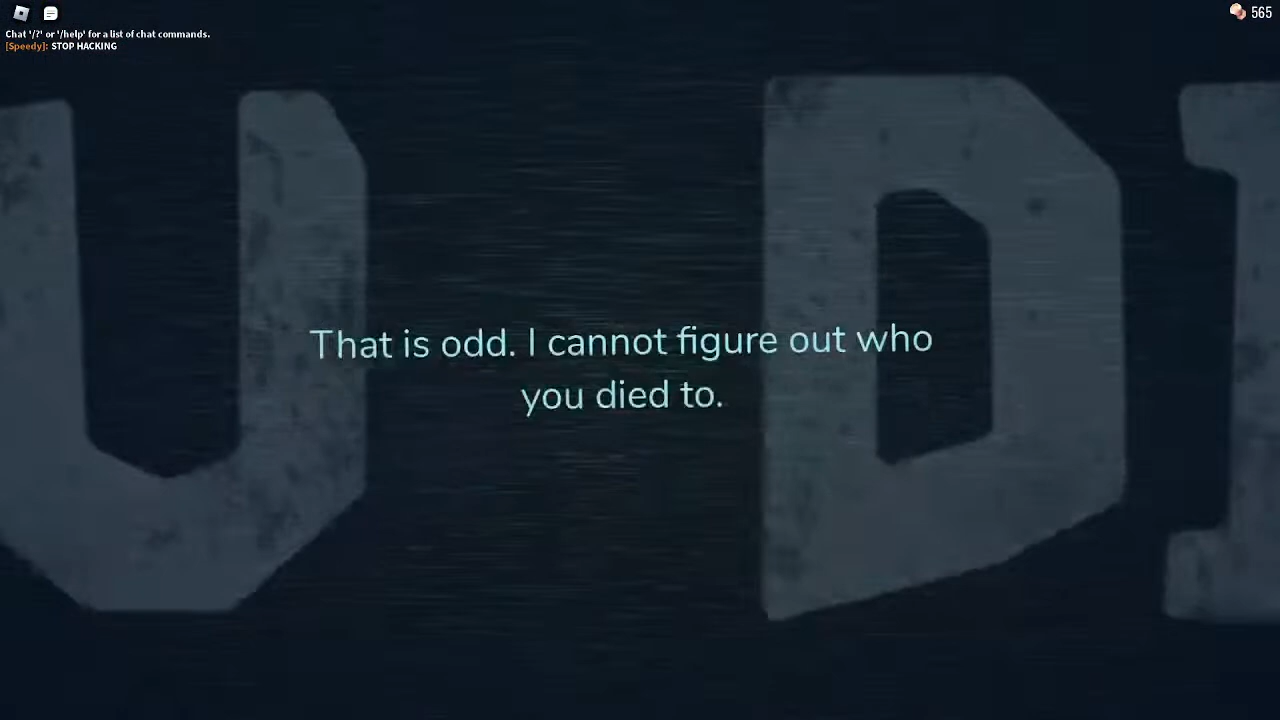 565
Chat '/?' or '/help' for a list of chat commands.
[Speedy]: STOP HACKING
U DI
That is odd. I cannot figure out who
you died to.